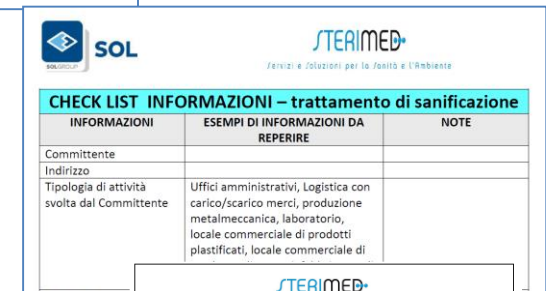 SOL
SOLGROUP
STERIMED
Servizi e Soluzioni per la Sanità e l'Ambiente
CHECK LIST INFORMAZIONI – trattamento di sanificazione
INFORMAZIONI ESEMPI DI INFORMAZIONI DA REPERIRE NOTE
Committente
Indirizzo
Tipologia di attività svolta dal Committente
Uffici amministrativi, Logistica con
carico/scarico merci, produzione
metalmeccanica, laboratorio,
locale commerciale di prodotti
plastificati, locale commerciale di
STERIMED